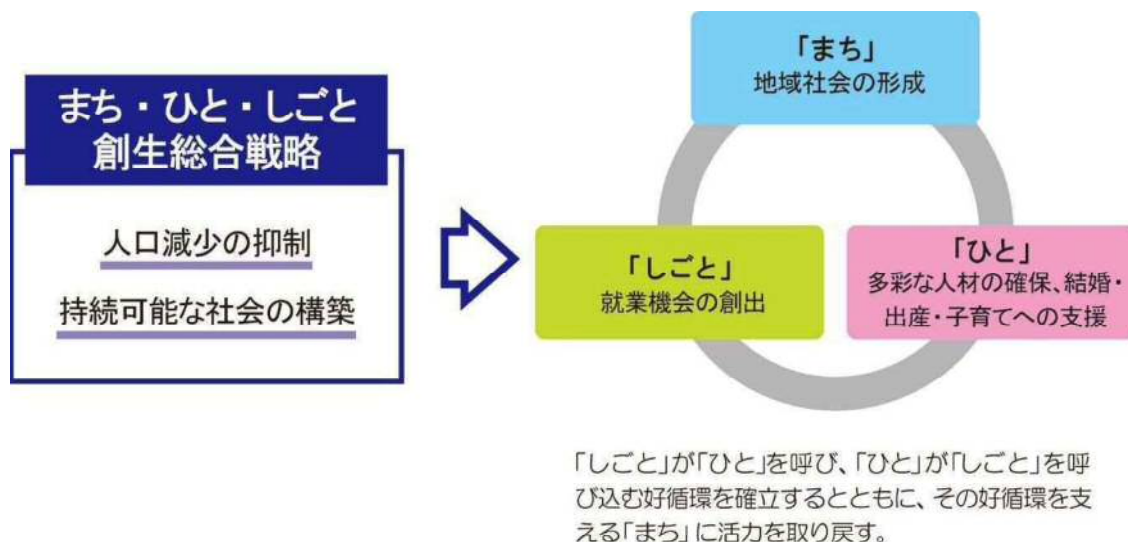 まち・ひと・しごと
創生総合戦略
人口減少の抑制
持続可能な社会の構築
「まち」
地域社会の形成
「しごと」
就業機会の創出
「ひと」
多彩な人材の確保、結婚・
出産・子育てへの支援
「しごと」が「ひと」を呼び、「ひと」が「しごと」を呼
び込む好循環を確立するとともに、その好循環を支
える「まち」に活力を取り戻す。